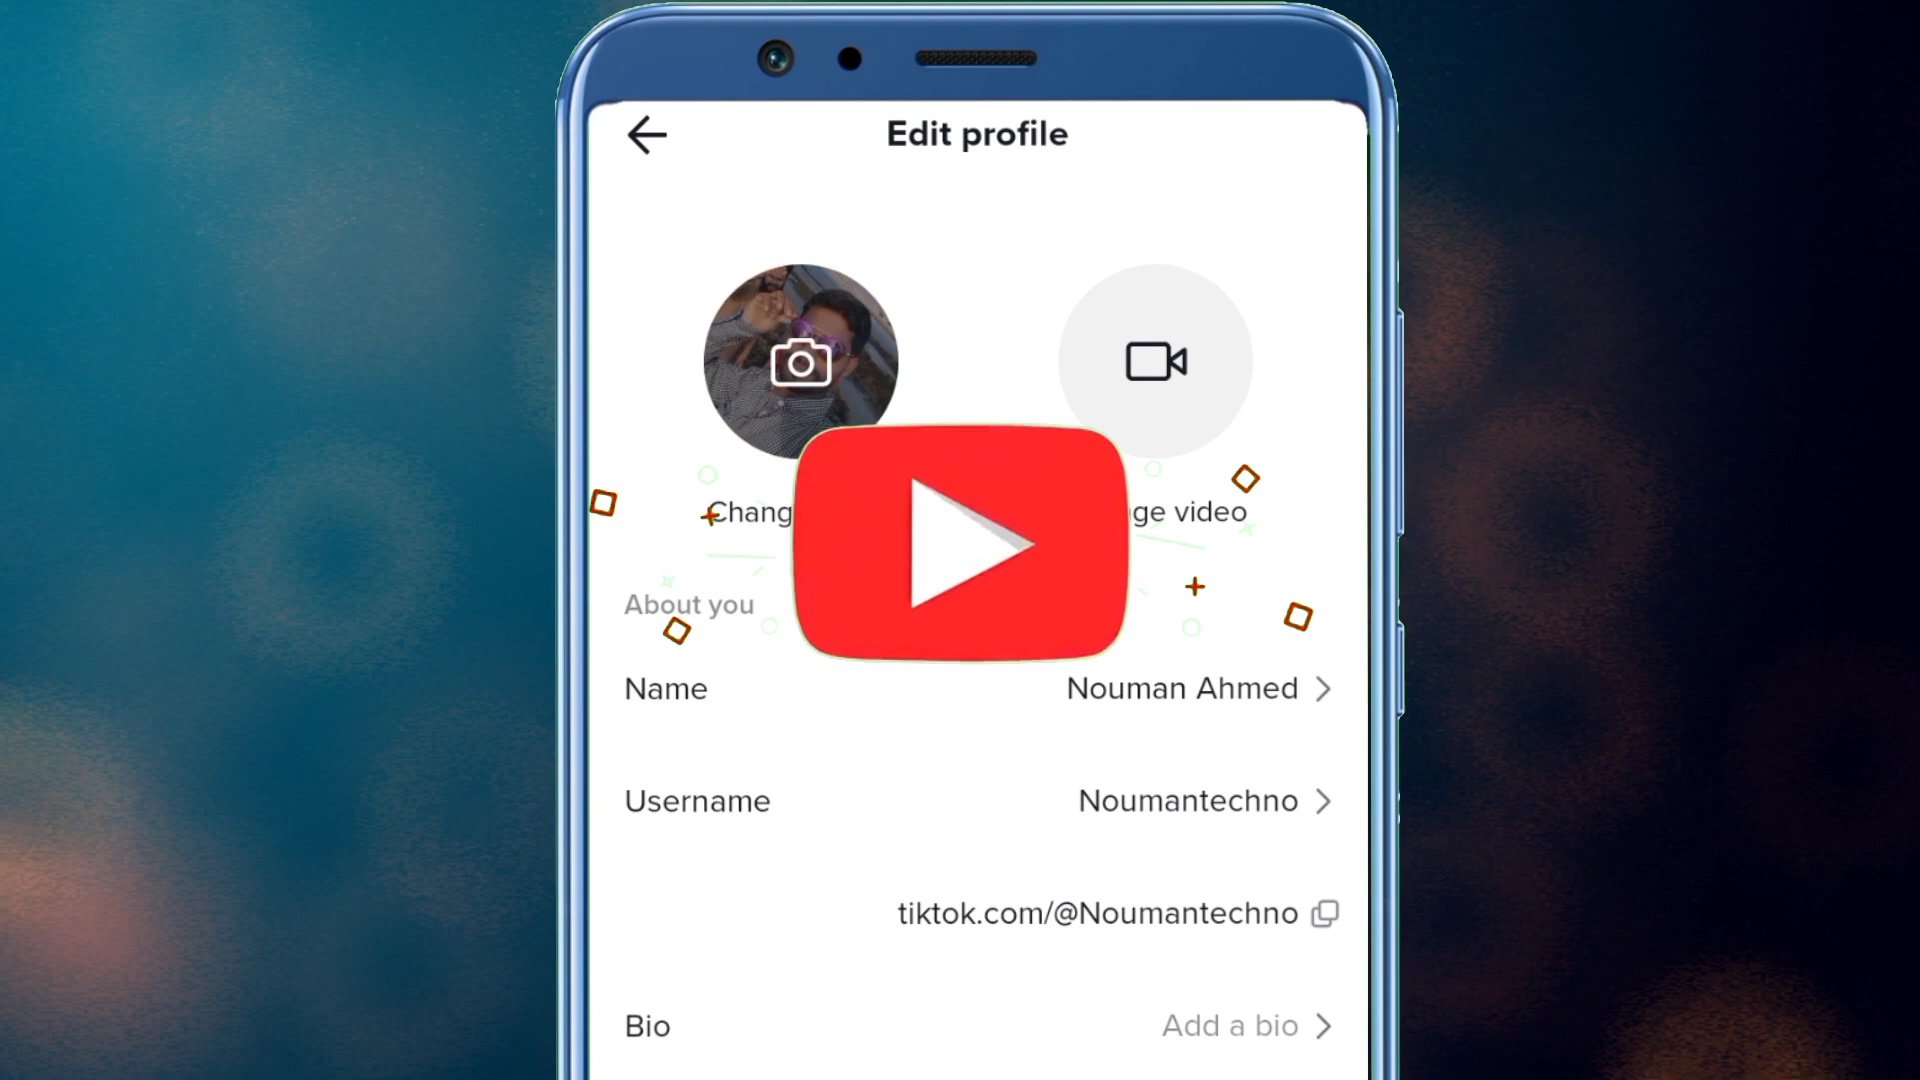 Edit profile
Chang
ge video
About you
Name Nouman Ahmed
Username Noumantechno
tiktok.com/@Noumantechno
Bio Add a bio